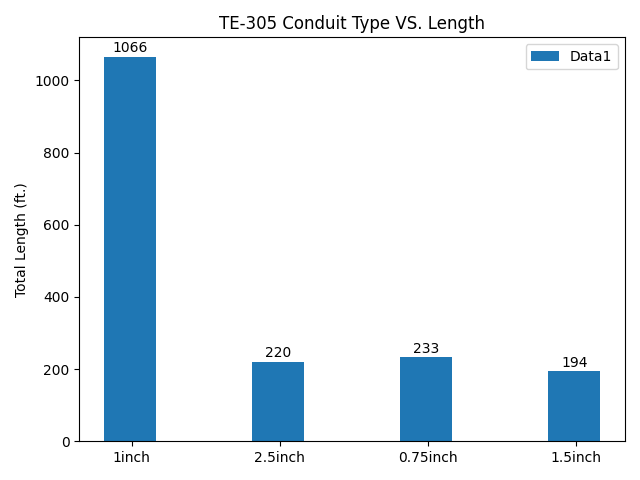 TE-305 Conduit Type VS. Length
Data1
Total Length (ft.)
1000
800
600
400
200
0
1066
220
233
194
1inch
2.5inch
0.75inch
1.5inch